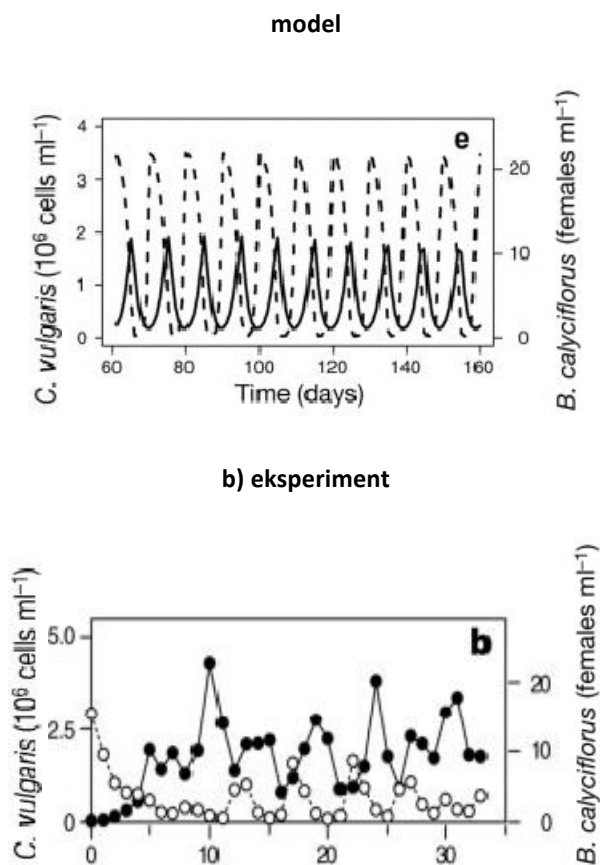 model
C. vulgaris (10⁶ cells ml⁻¹)
B. calyciflorus (females ml⁻¹)
e
4
3
2
1
0
20
10
0
60 80 100 120 140 160
Time (days)
b) eksperiment
C. vulgaris (10⁶ cells ml⁻¹)
B. calyciflorus (females ml⁻¹)
b
5.0
2.5
0
20
10
0
0 10 20 30